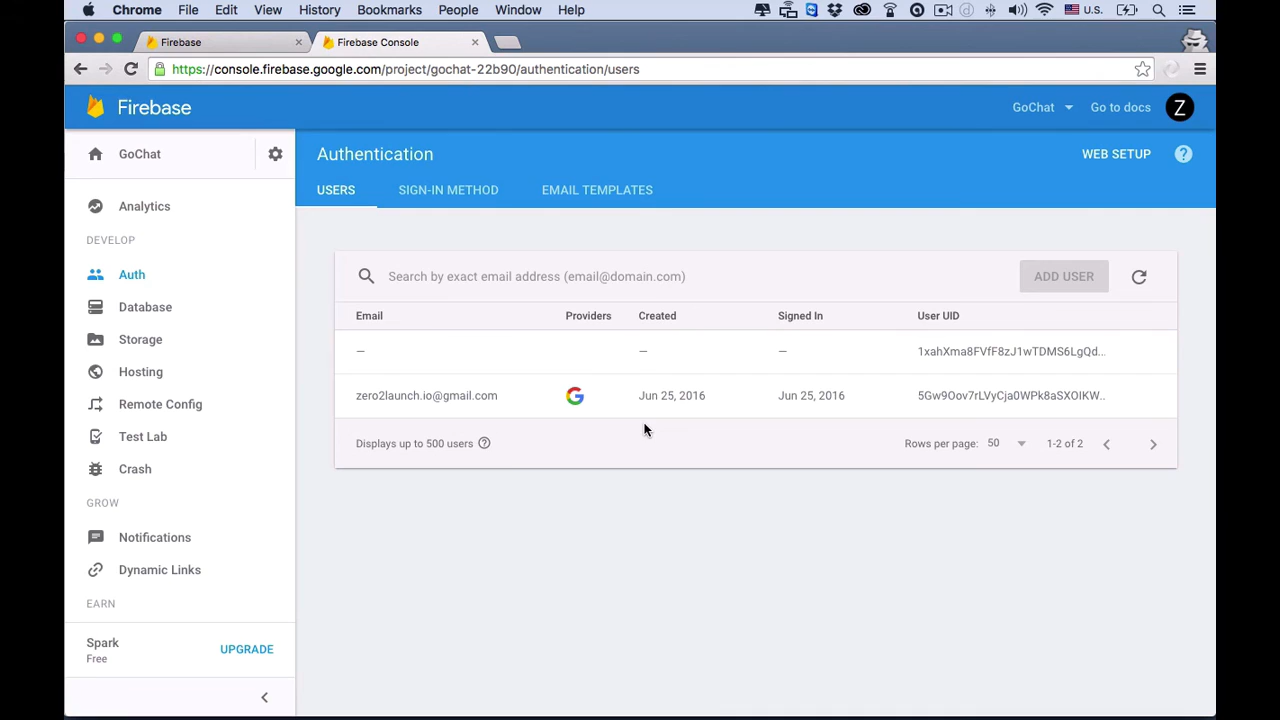 Chrome File Edit View History Bookmarks People Window Help U.S.
Firebase Firebase Console
https://console.firebase.google.com/project/gochat-22b90/authentication/users
Firebase GoChat Go to docs Z
GoChat
Authentication WEB SETUP
USERS SIGN-IN METHOD EMAIL TEMPLATES
Analytics
DEVELOP
Auth
Database
Storage
Hosting
Remote Config
Test Lab
Crash
GROW
Notifications
Dynamic Links
EARN
Spark
Free
UPGRADE
Search by exact email address (email@domain.com) ADD USER
Email Providers Created Signed In User UID
— — — 1xahXma8FVfF8zJ1wTDMS6LgQd...
zero2launch.io@gmail.com Jun 25, 2016 Jun 25, 2016 5Gw9Oov7rLVyCja0WPk8aSXOIKW..
Displays up to 500 users Rows per page: 50 1-2 of 2